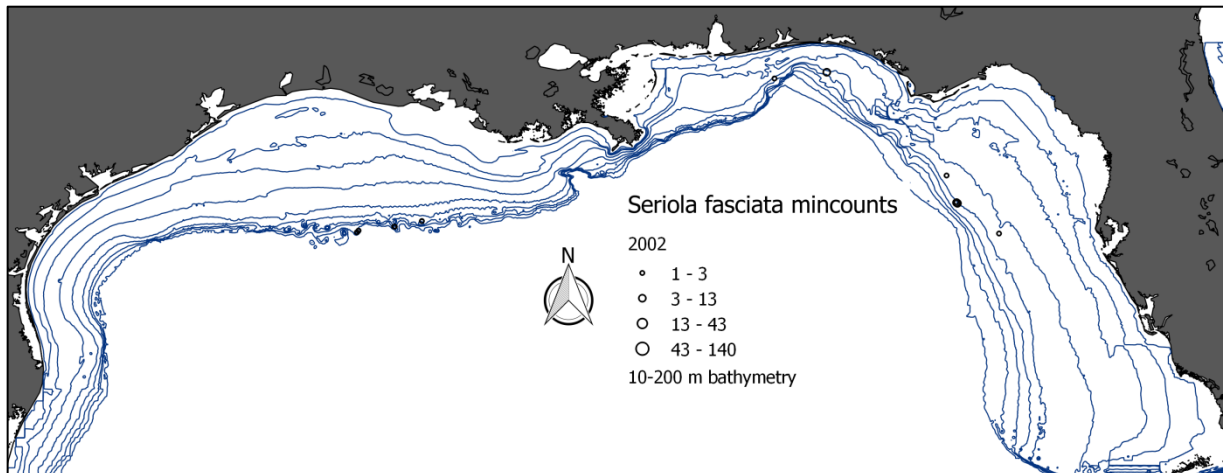 Seriola fasciata mincounts
2002
1 - 3
3 - 13
13 - 43
43 - 140
10-200 m bathymetry
N